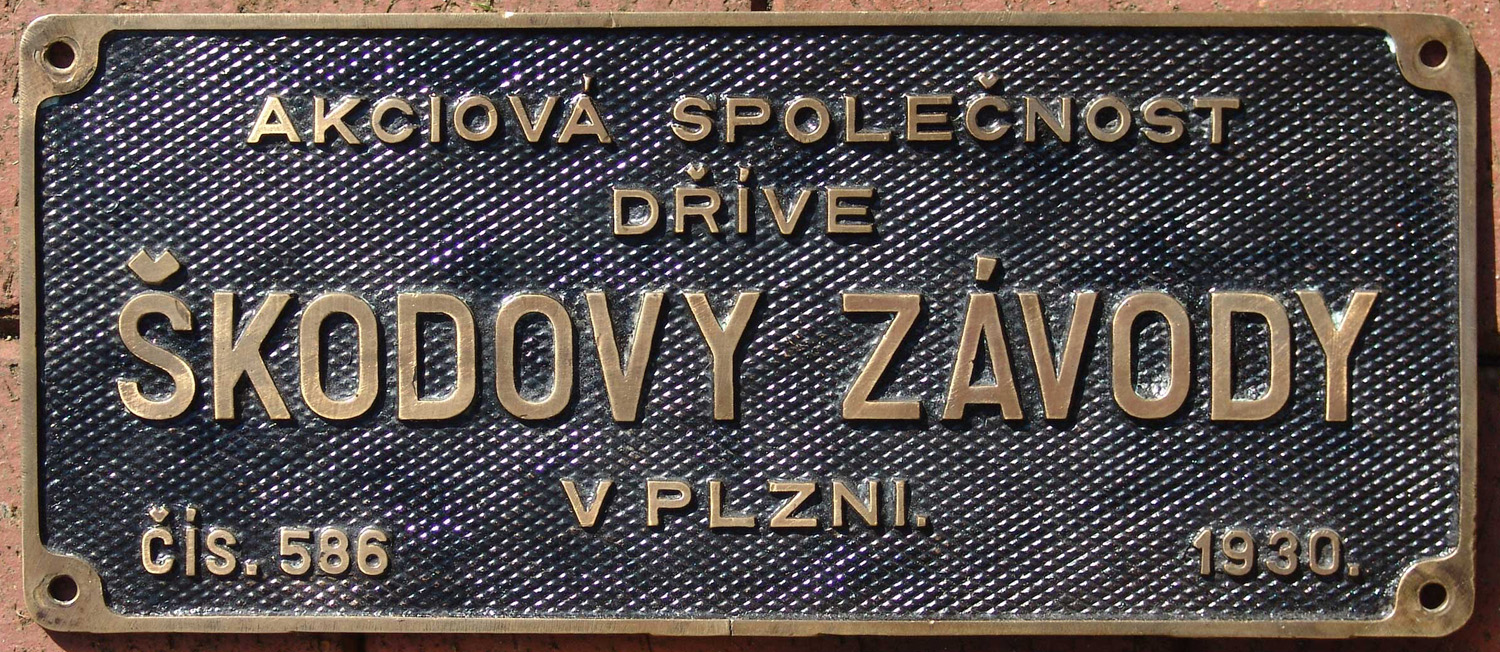 AKCIOVÁ SPOLEČNOST
DŘÍVE
ŠKODOVY ZÁVODY
V PLZNI.
ČÍS. 586
1930.